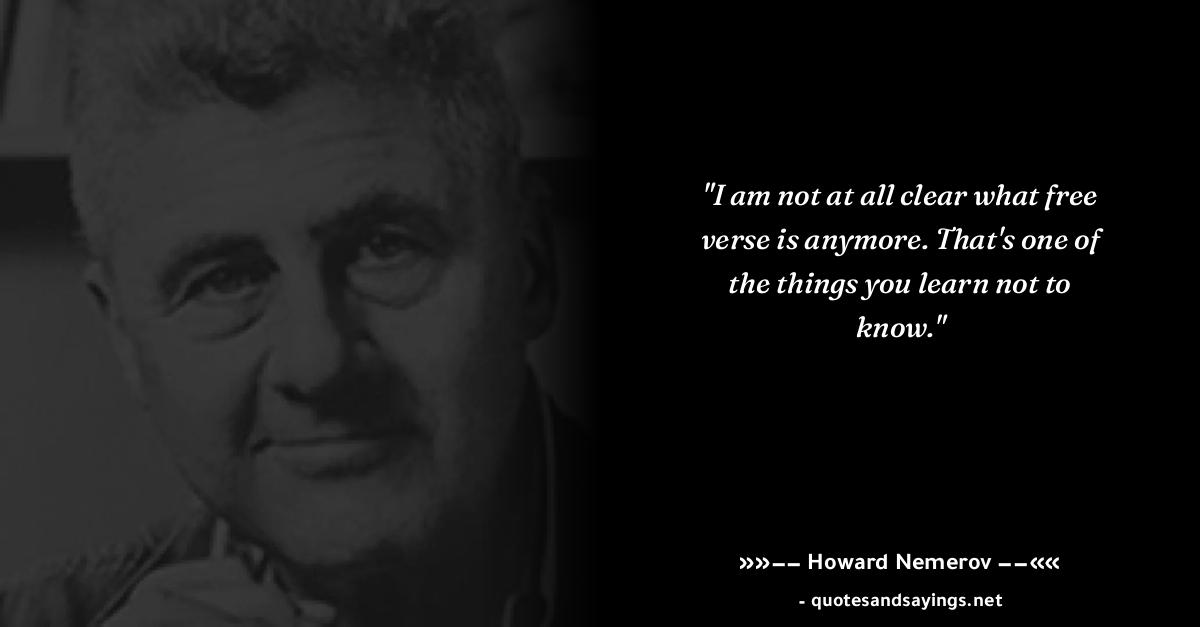 "I am not at all clear what free
verse is anymore. That's one of
the things you learn not to
know."
»»−− Howard Nemerov −−««
- quotesandsayings.net